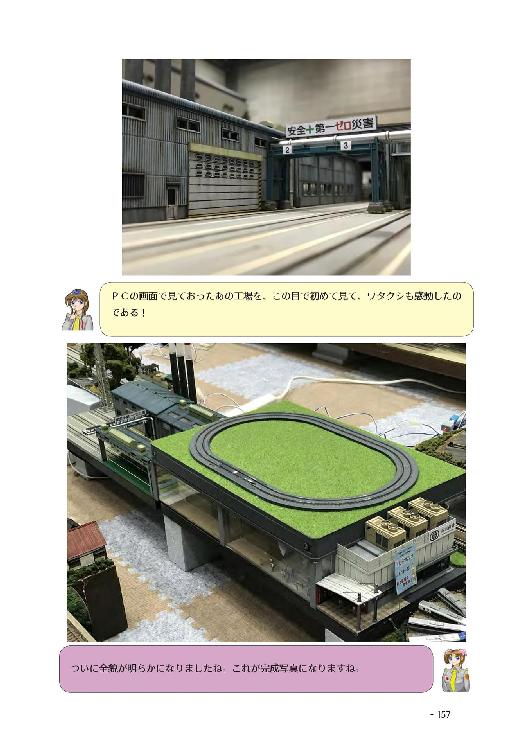 安全+第一ゼロ災害
2
3
PCの画面で見ておったあの工場を、この目で初めて見て、ワタクシも感動したの
である!
ついに全貌が明らかになりましたね。これが完成写真になりますね。
- 157